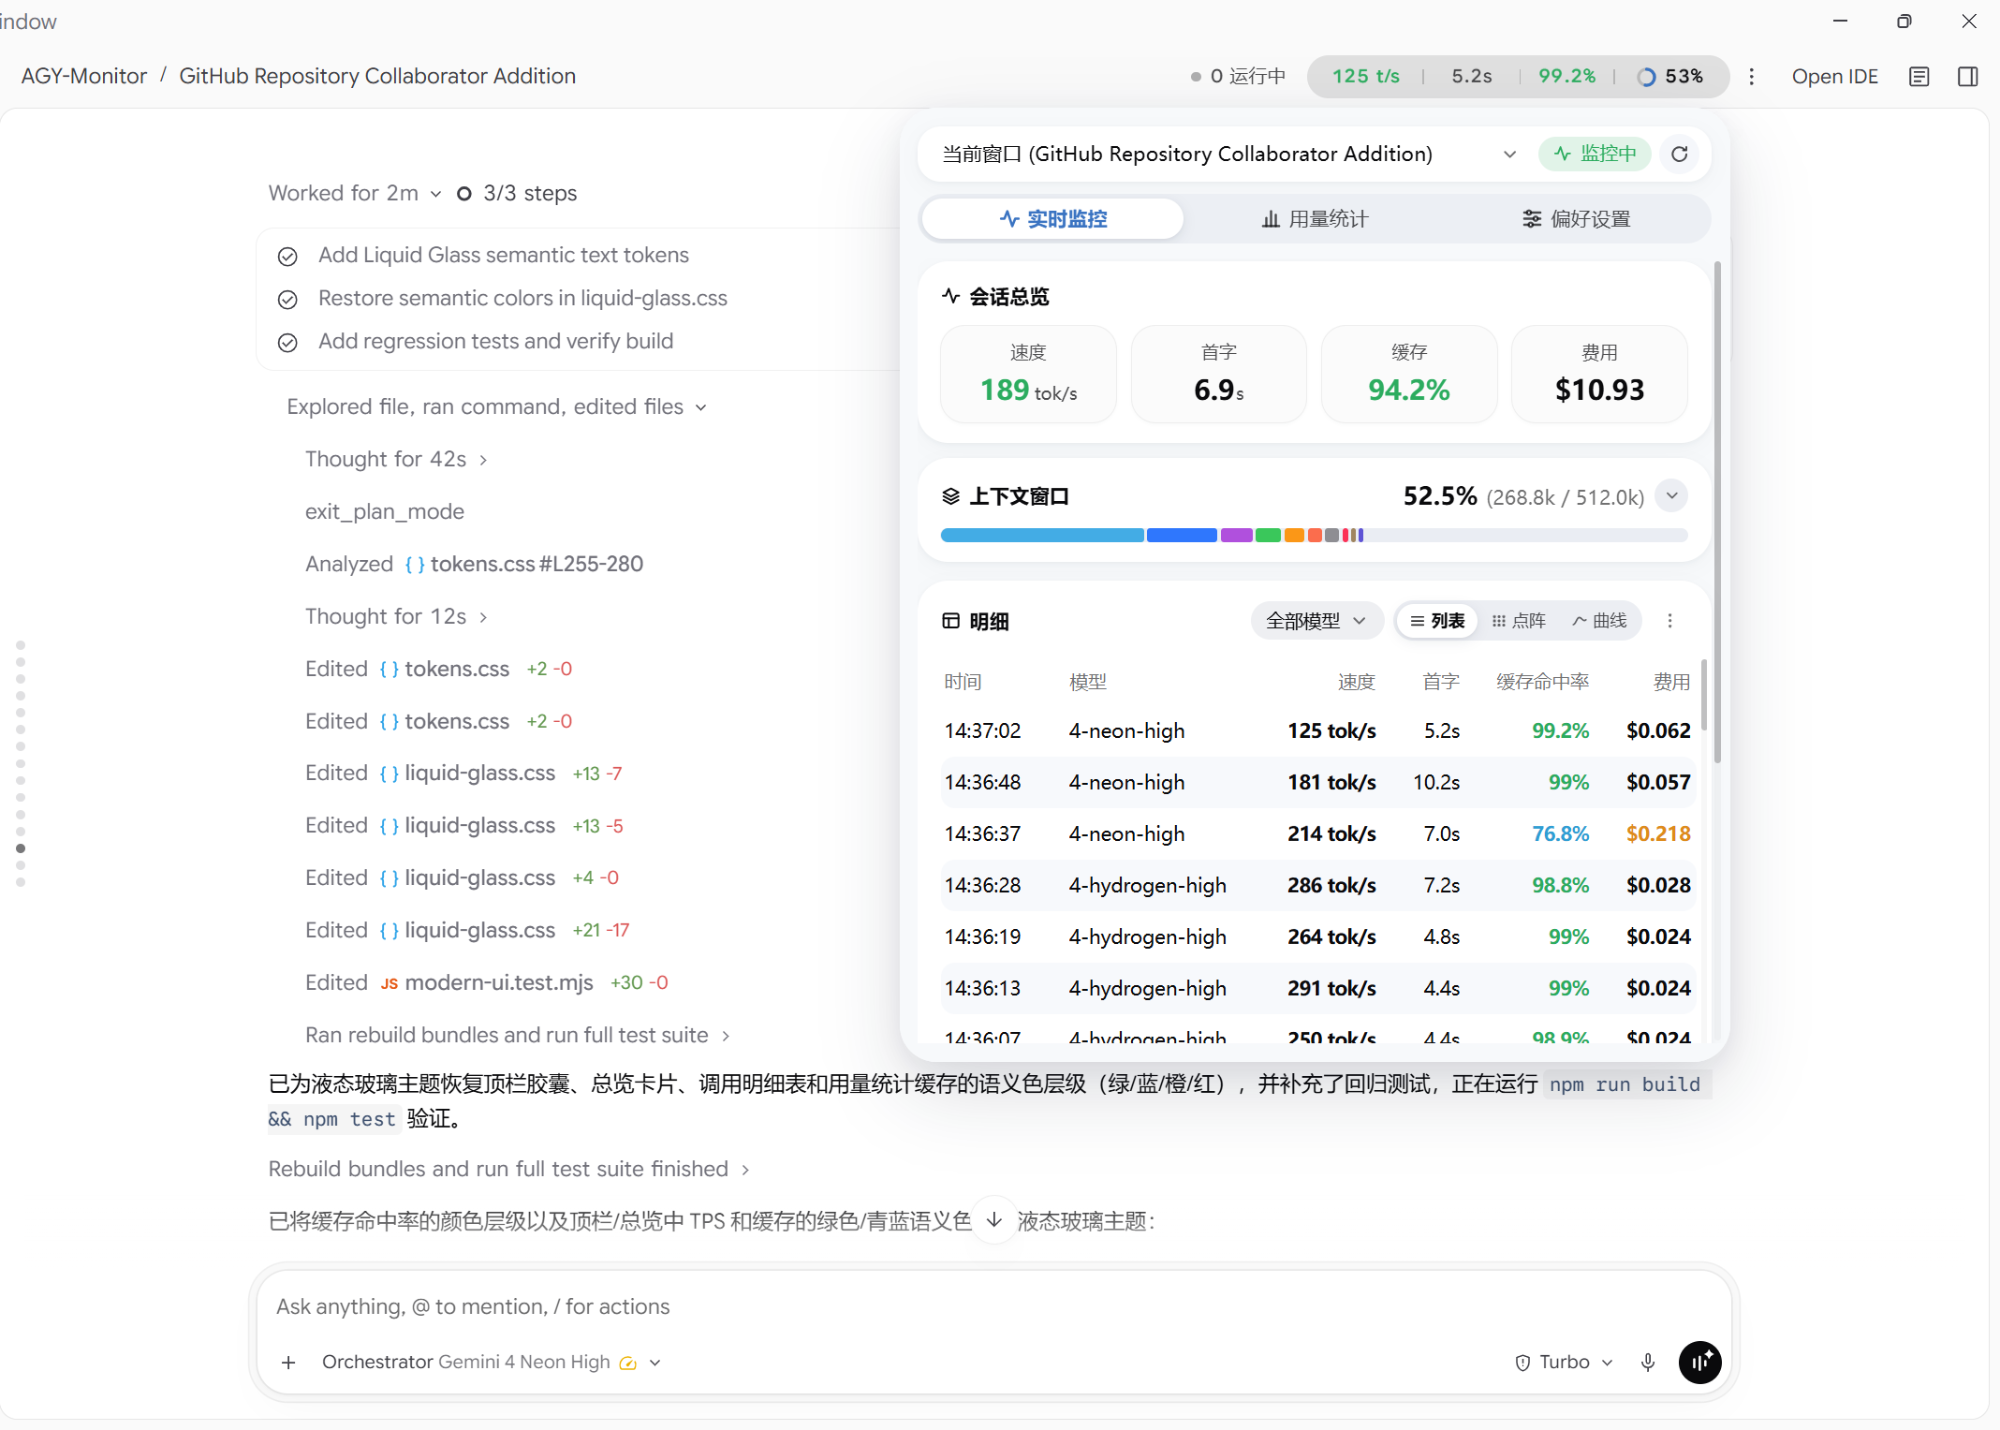 indow
AGY-Monitor / GitHub Repository Collaborator Addition
0 运行中
125 t/s | 5.2s | 99.2% | 53%
Open IDE
Worked for 2m 3/3 steps
Add Liquid Glass semantic text tokens
Restore semantic colors in liquid-glass.css
Add regression tests and verify build
Explored file, ran command, edited files
Thought for 42s
exit_plan_mode
Analyzed {} tokens.css #L255-280
Thought for 12s
Edited {} tokens.css +2 -0
Edited {} tokens.css +2 -0
Edited {} liquid-glass.css +13 -7
Edited {} liquid-glass.css +13 -5
Edited {} liquid-glass.css +4 -0
Edited {} liquid-glass.css +21 -17
Edited JS modern-ui.test.mjs +30 -0
Ran rebuild bundles and run full test suite
已为液态玻璃主题恢复顶栏胶囊、总览卡片、调用明细表和用量统计缓存的语义色层级（绿/蓝/橙/红），并补充了回归测试，正在运行 npm run build
&& npm test 验证。
Rebuild bundles and run full test suite finished
已将缓存命中率的颜色层级以及顶栏/总览中 TPS 和缓存的绿色/青蓝语义色 液态玻璃主题：
Ask anything, @ to mention, / for actions
Orchestrator Gemini 4 Neon High
Turbo
当前窗口 (GitHub Repository Collaborator Addition)
监控中
实时监控
用量统计
偏好设置
会话总览
速度
189 tok/s
首字
6.9s
缓存
94.2%
费用
$10.93
上下文窗口
52.5% (268.8k / 512.0k)
明细
全部模型
列表
点阵
曲线
时间 模型 速度 首字 缓存命中率 费用
14:37:02 4-neon-high 125 tok/s 5.2s 99.2% $0.062
14:36:48 4-neon-high 181 tok/s 10.2s 99% $0.057
14:36:37 4-neon-high 214 tok/s 7.0s 76.8% $0.218
14:36:28 4-hydrogen-high 286 tok/s 7.2s 98.8% $0.028
14:36:19 4-hydrogen-high 264 tok/s 4.8s 99% $0.024
14:36:13 4-hydrogen-high 291 tok/s 4.4s 99% $0.024
14:36:07 4-hydrogen-high 250 tok/s 4.4s 98.9% $0.024